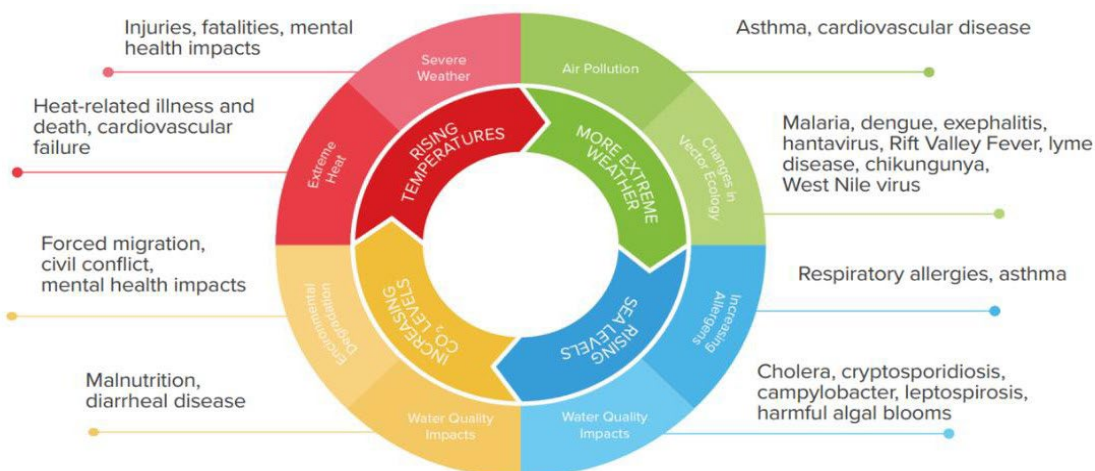 Injuries, fatalities, mental
health impacts
Severe
Weather
Air Pollution
Asthma, cardiovascular disease
Heat-related illness and
death, cardiovascular
failure
Extreme
Heat
RISING
TEMPERATURES
MORE EXTREME
WEATHER
Changes in
Vector Ecology
Malaria, dengue, exephalitis,
hantavirus, Rift Valley Fever, lyme
disease, chikungunya,
West Nile virus
Forced migration,
civil conflict,
mental health impacts
Encironmental
Degradation
INCREASING
CO₂ LEVELS
RISING
SEA LEVELS
Increasing
Allergens
Respiratory allergies, asthma
Malnutrition,
diarrheal disease
Water Quality
Impacts
Water Quality
Impacts
Cholera, cryptosporidiosis,
campylobacter, leptospirosis,
harmful algal blooms